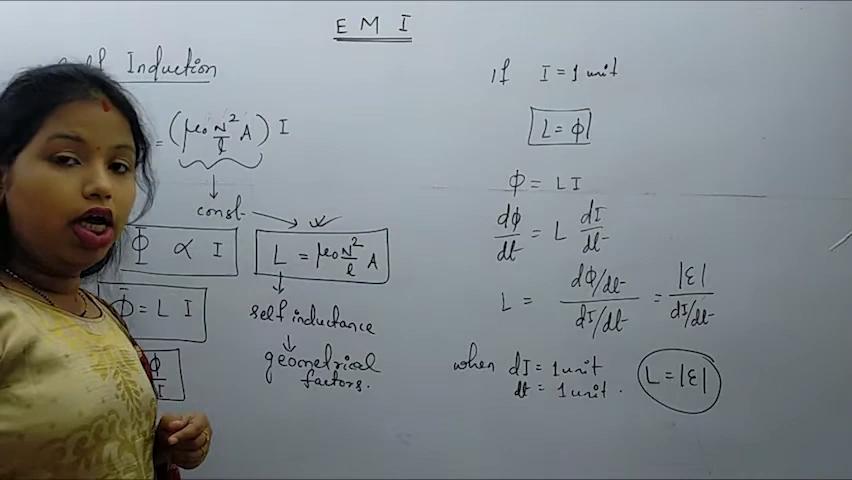 E M I
Self Induction
= (μ₀ N²/l A) I
const
Φ ∝ I
L = μ₀ N²/l A
Φ = L I
self inductance
geometrical
factors.
Φ/I
If I = 1 unit
L = Φ
Φ = L I
dΦ/dt = L dI/dt
L = dΦ/dt / dI/dt = |ε| / dI/dt
when dI = 1 unit
dt = 1 unit.
L = |ε|